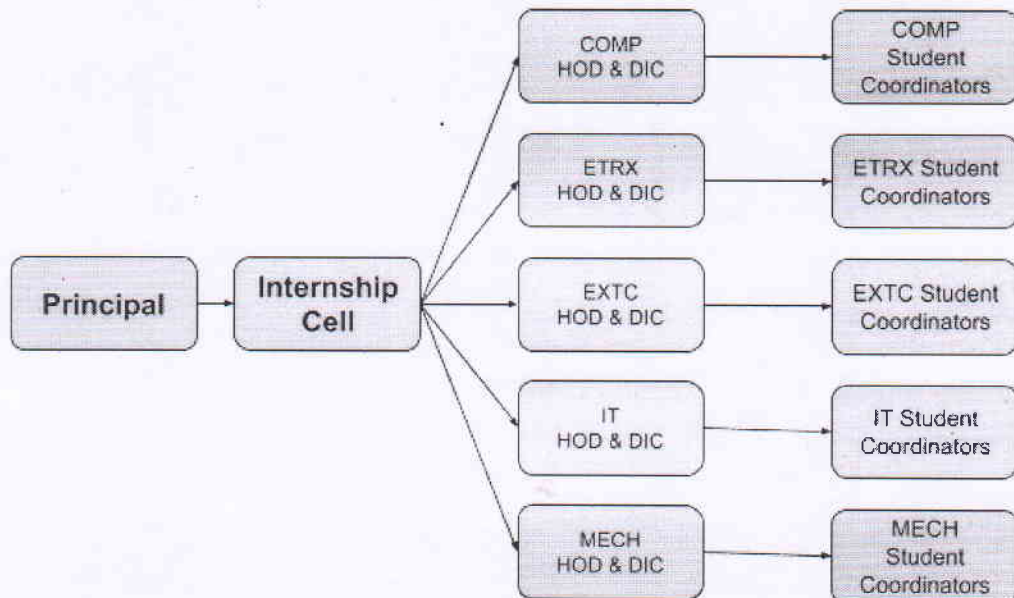 Principal
Internship
Cell
COMP
HOD & DIC
COMP
Student
Coordinators
ETRX
HOD & DIC
ETRX Student
Coordinators
EXTC
HOD & DIC
EXTC Student
Coordinators
IT
HOD & DIC
IT Student
Coordinators
MECH
HOD & DIC
MECH
Student
Coordinators